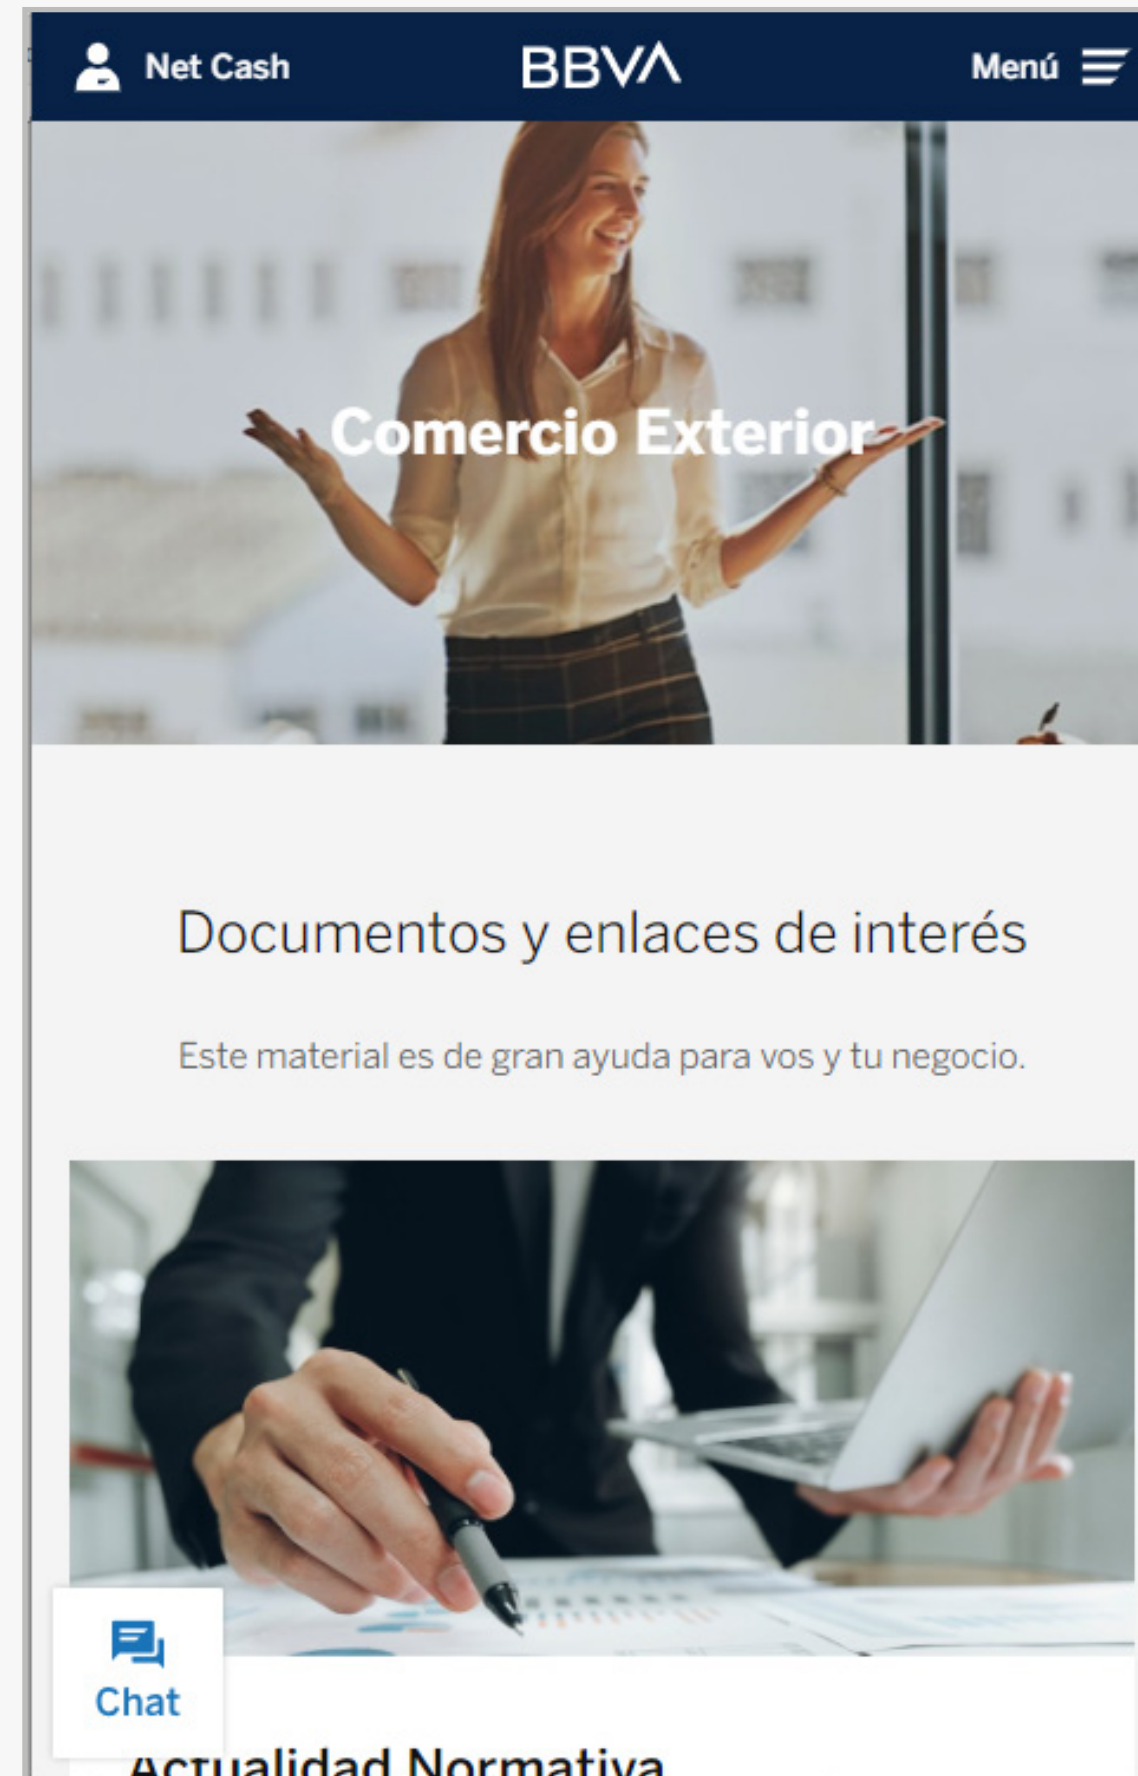 Net Cash
BBVA
Menú
Comercio Exterior
Documentos y enlaces de interés
Este material es de gran ayuda para vos y tu negocio.
Chat
Actualidad Normativa